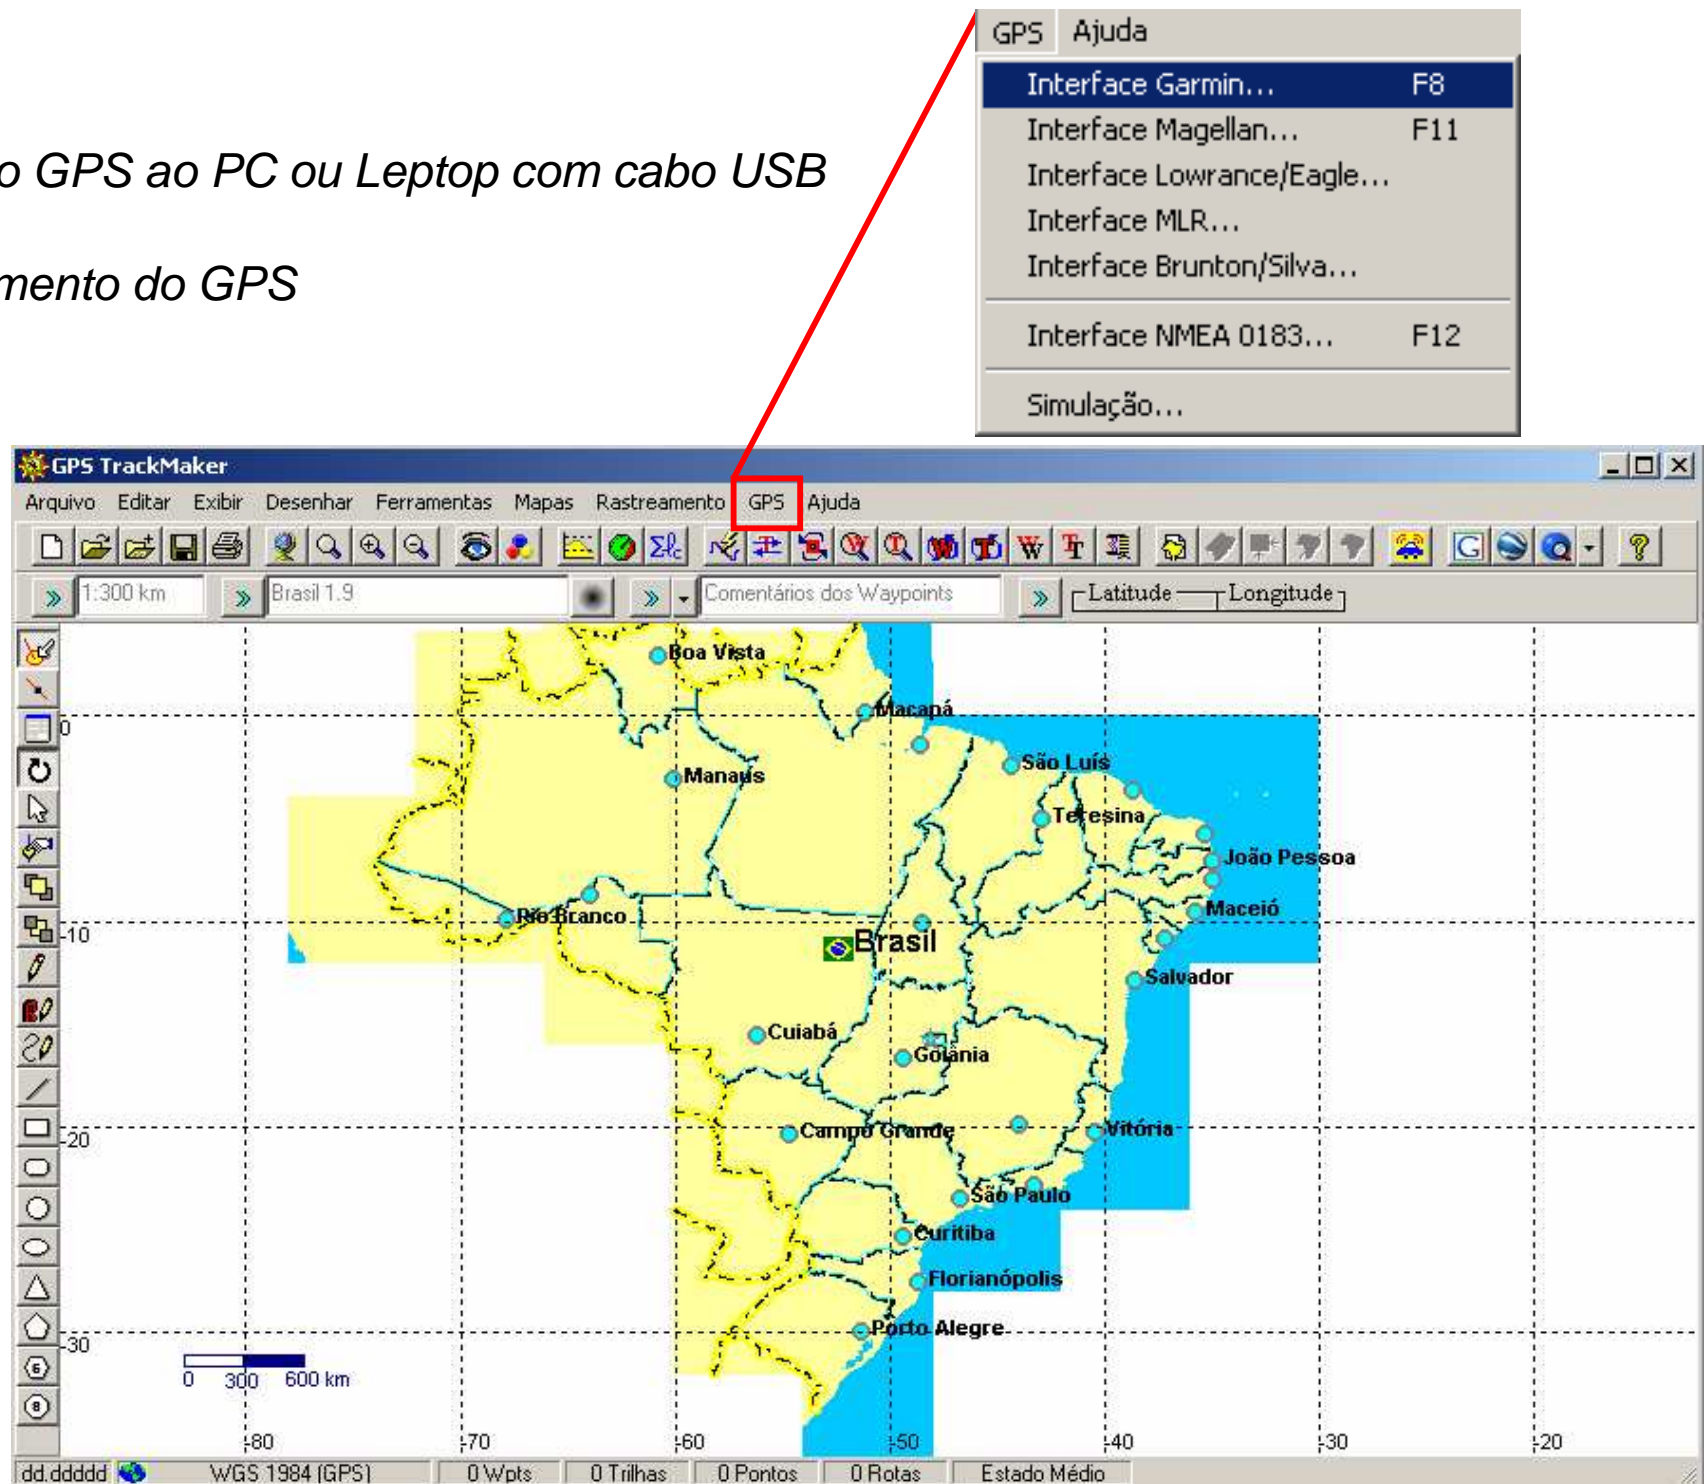 GPS Ajuda
Interface Garmin... F8
Interface Magellan... F11
Interface Lowrance/Eagle...
Interface MLR...
Interface Brunton/Silva...
Interface NMEA 0183... F12
Simulação...
o GPS ao PC ou Leptop com cabo USB
mento do GPS
GPS TrackMaker
Arquivo Editar Exibir Desenhar Ferramentas Mapas Rastreamento GPS Ajuda
1:300 km Brasil 1.9 Comentários dos Waypoints Latitude Longitude
Boa Vista
Macapá
0
São Luís
Manaus
Teresina
João Pessoa
Maceió
Rio Branco
-10
Brasil
Salvador
Cuiabá
Goiânia
Campo Grande
Vitória
-20
São Paulo
Curitiba
Florianópolis
Porto Alegre
-30
0 300 600 km
-80 -70 -60 -50 -40 -30 -20
dd.ddddd WGS 1984 (GPS) 0 Wpts 0 Trilhas 0 Pontos 0 Rotas Estado Médio